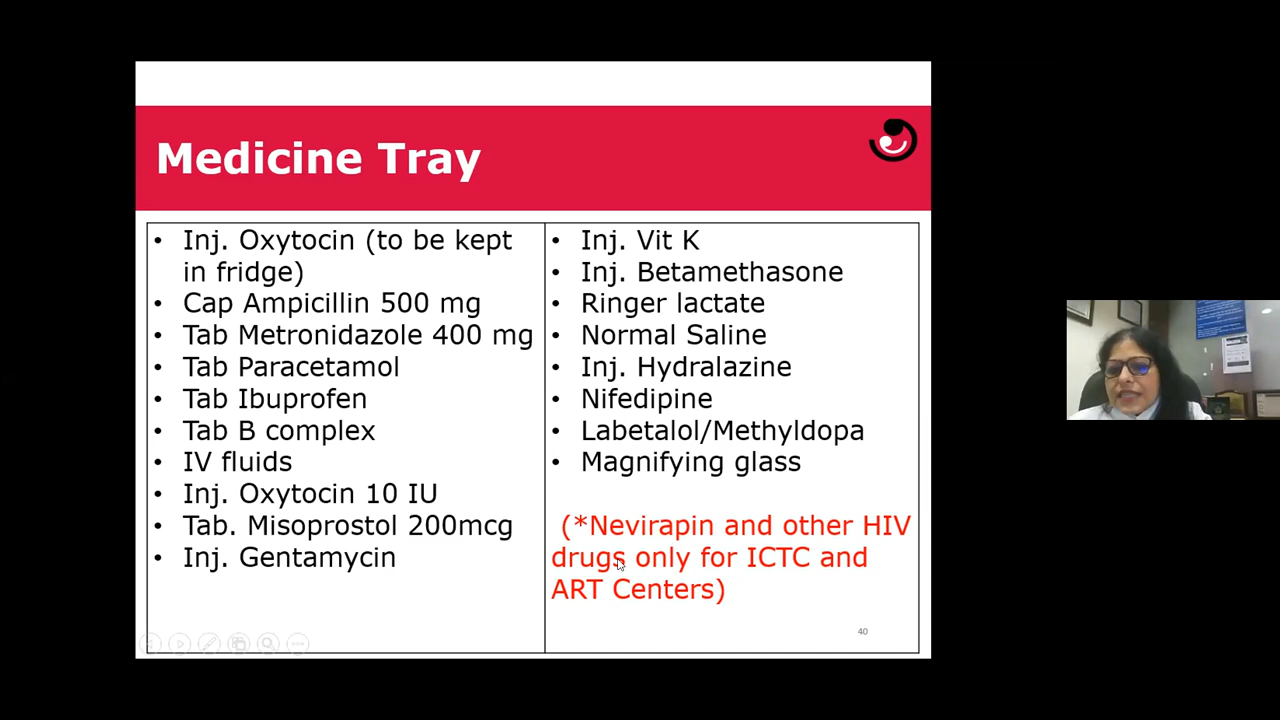 Medicine Tray
• Inj. Oxytocin (to be kept
in fridge)
• Cap Ampicillin 500 mg
• Tab Metronidazole 400 mg
• Tab Paracetamol
• Tab Ibuprofen
• Tab B complex
• IV fluids
• Inj. Oxytocin 10 IU
• Tab. Misoprostol 200mcg
• Inj. Gentamycin
• Inj. Vit K
• Inj. Betamethasone
• Ringer lactate
• Normal Saline
• Inj. Hydralazine
• Nifedipine
• Labetalol/Methyldopa
• Magnifying glass
(*Nevirapin and other HIV
drugs only for ICTC and
ART Centers)
40